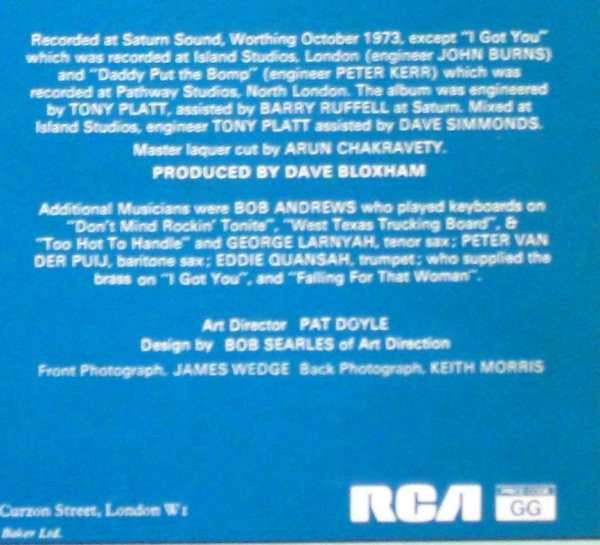 Recorded at Saturn Sound, Worthing October 1973, except "I Got You"
which was recorded at Island Studios, London (engineer JOHN BURNS)
and "Daddy Put the Bomp" (engineer PETER KERR) which was
recorded at Pathway Studios, North London. The album was engineered
by TONY PLATT, assisted by BARRY RUFFELL at Saturn. Mixed at
Island Studios, engineer TONY PLATT assisted by DAVE SIMMONDS.
Master laquer cut by ARUN CHAKRAVETY.
PRODUCED BY DAVE BLOXHAM
Additional Musicians were BOB ANDREWS who played keyboards on
"Don't Mind Rockin' Tonite", "West Texas Trucking Board", &
"Too Hot To Handle" and GEORGE LARNYAH, tenor sax; PETER VAN
DER PUIJ, baritone sax; EDDIE QUANSAH, trumpet; who supplied the
brass on "I Got You", and "Falling For That Woman".
Art Director PAT DOYLE
Design by BOB SEARLES of Art Direction
Front Photograph, JAMES WEDGE Back Photograph, KEITH MORRIS
Curzon Street, London W1
Baker Ltd.
RCA
PRICE CODE
GG